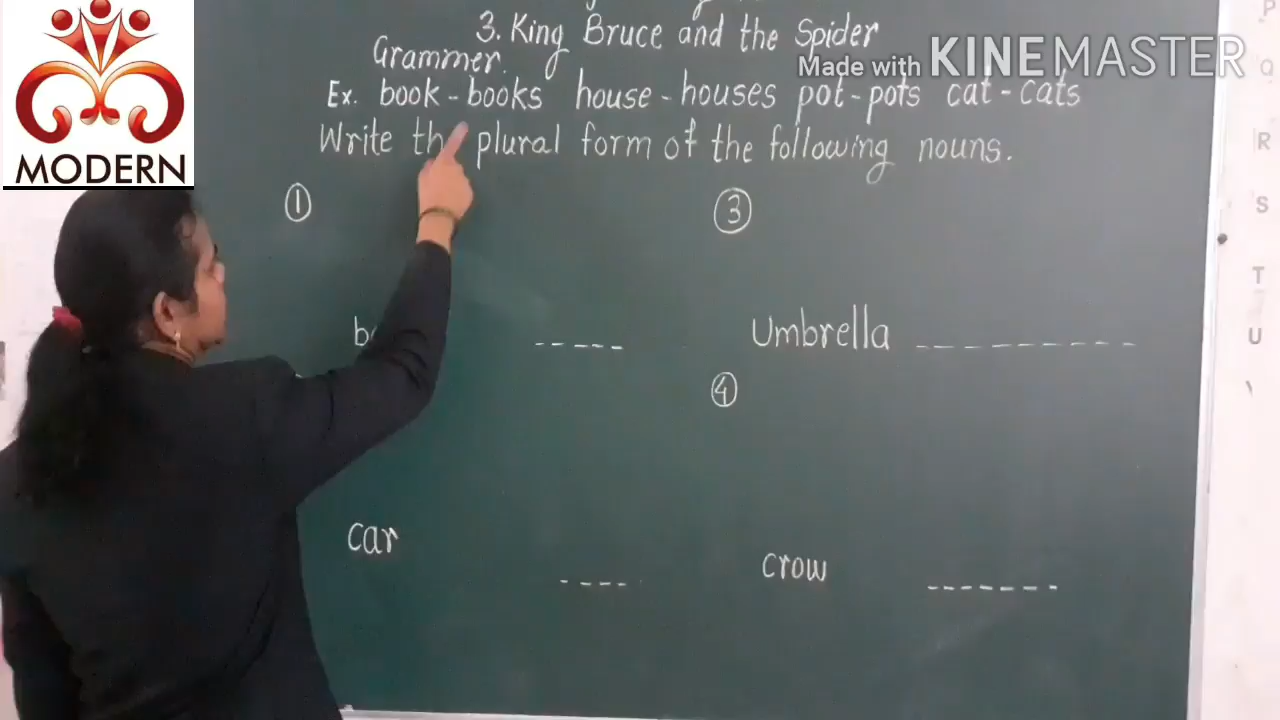 MODERN
3. King Bruce and the Spider
Made with KINEMASTER
Grammer.
Ex. book - books house - houses pot - pots cat - cats
Write the plural form of the following nouns.
①
③
Umbrella
④
car
crow
P
Q
R
S
T
U